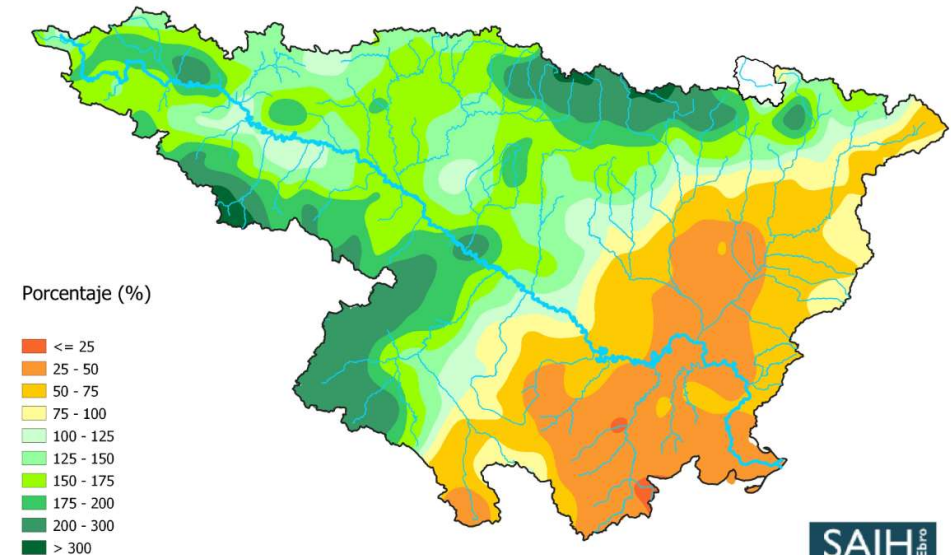 Porcentaje (%)
<= 25
25 - 50
50 - 75
75 - 100
100 - 125
125 - 150
150 - 175
175 - 200
200 - 300
> 300
SAIH Ebro